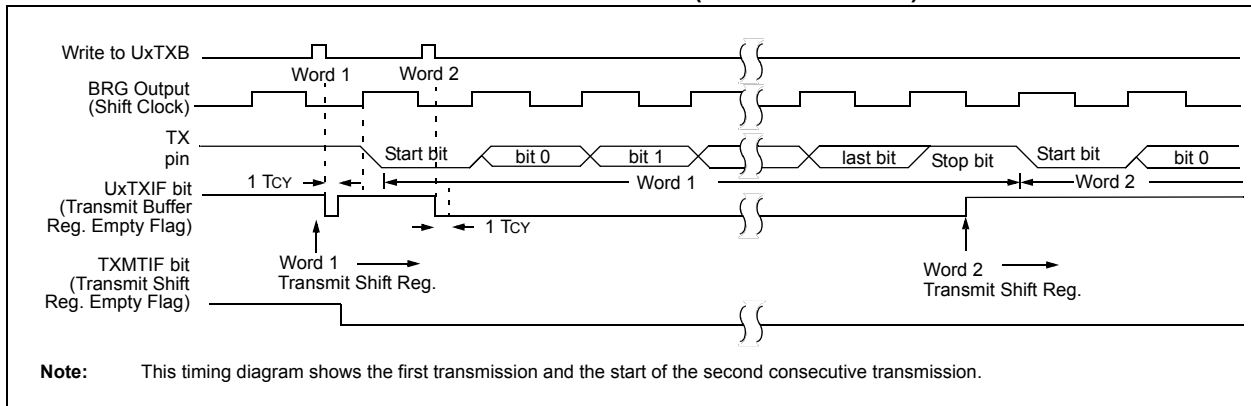 Write to UxTXB
Word 1
Word 2
BRG Output
(Shift Clock)
TX
pin
Start bit
bit 0
bit 1
last bit
Stop bit
Start bit
bit 0
1 TCY
Word 1
Word 2
UxTXIF bit
(Transmit Buffer
Reg. Empty Flag)
1 TCY
TXMTIF bit
(Transmit Shift
Reg. Empty Flag)
Word 1
Transmit Shift Reg.
Word 2
Transmit Shift Reg.
Note: This timing diagram shows the first transmission and the start of the second consecutive transmission.